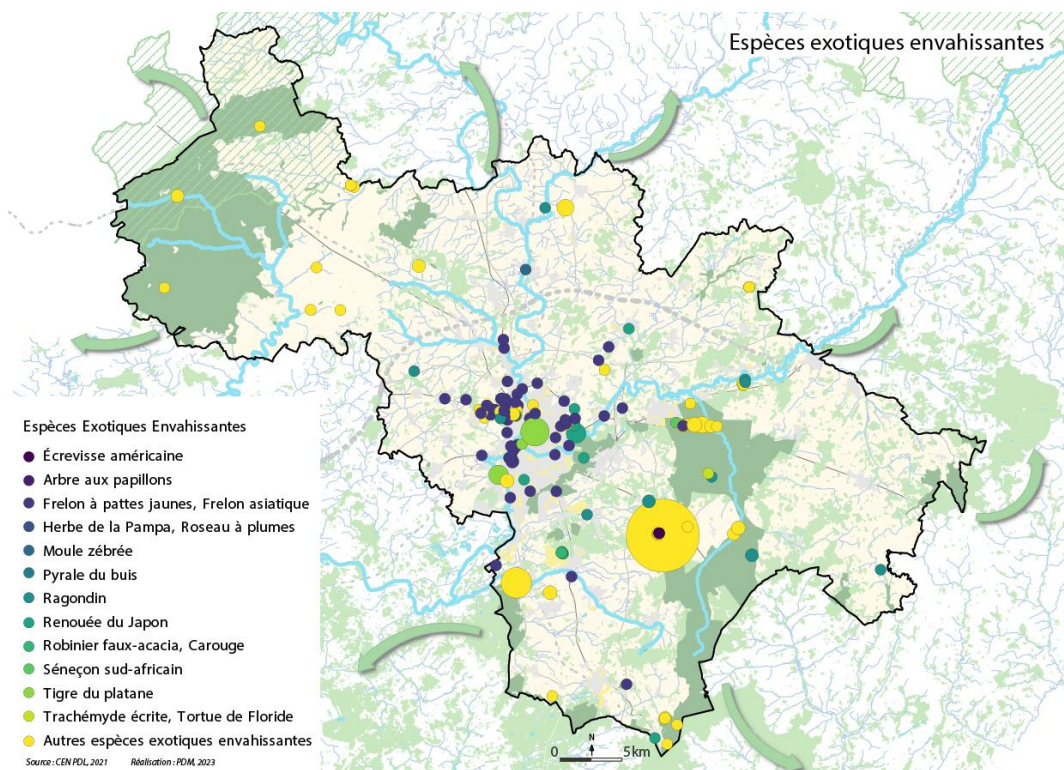 Espèces exotiques envahissantes
Espèces Exotiques Envahissantes
Écrevisse américaine
Arbre aux papillons
Frelon à pattes jaunes, Frelon asiatique
Herbe de la Pampa, Roseau à plumes
Moule zébrée
Pyrale du buis
Ragondin
Renouée du Japon
Robinier faux-acacia, Carouge
Séneçon sud-africain
Tigre du platane
Trachémyde écrite, Tortue de Floride
Autres espèces exotiques envahissantes
Source : CEN PDL, 2021 Réalisation : PDM, 2023
N
0 5km